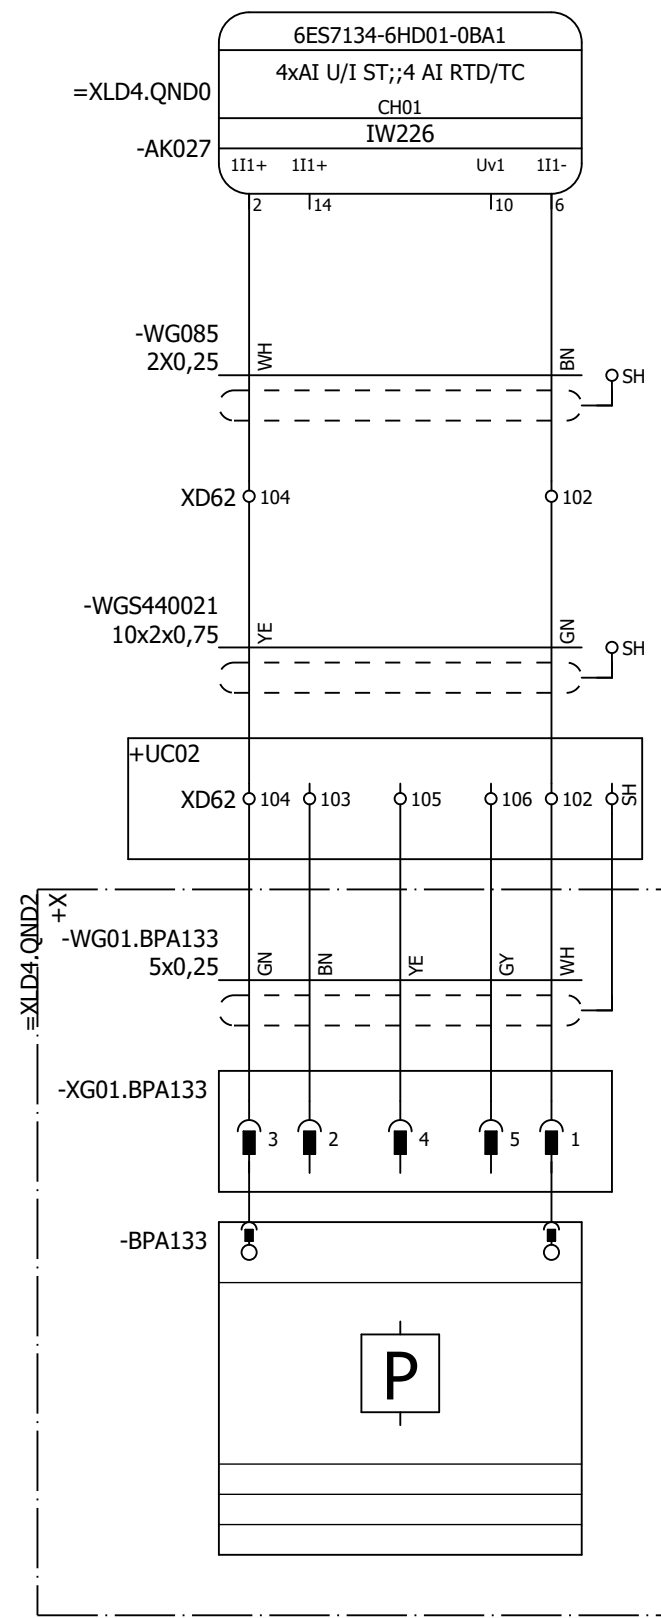 6ES7134-6HD01-0BA1
=XLD4.QND0
4xAI U/I ST;;4 AI RTD/TC
CH01
-AK027
IW226
1I1+ 1I1+ Uv1 1I1-
2 14 10 6
-WG085
2X0,25
WH BN
SH
XD62 104 102
-WGS440021
10x2x0,75
YE GN
SH
+UC02
XD62 104 103 105 106 102 SH
=XLD4.QND2
+X
-WG01.BPA133
5x0,25
GN BN YE GY WH
-XG01.BPA133
3 2 4 5 1
-BPA133
P